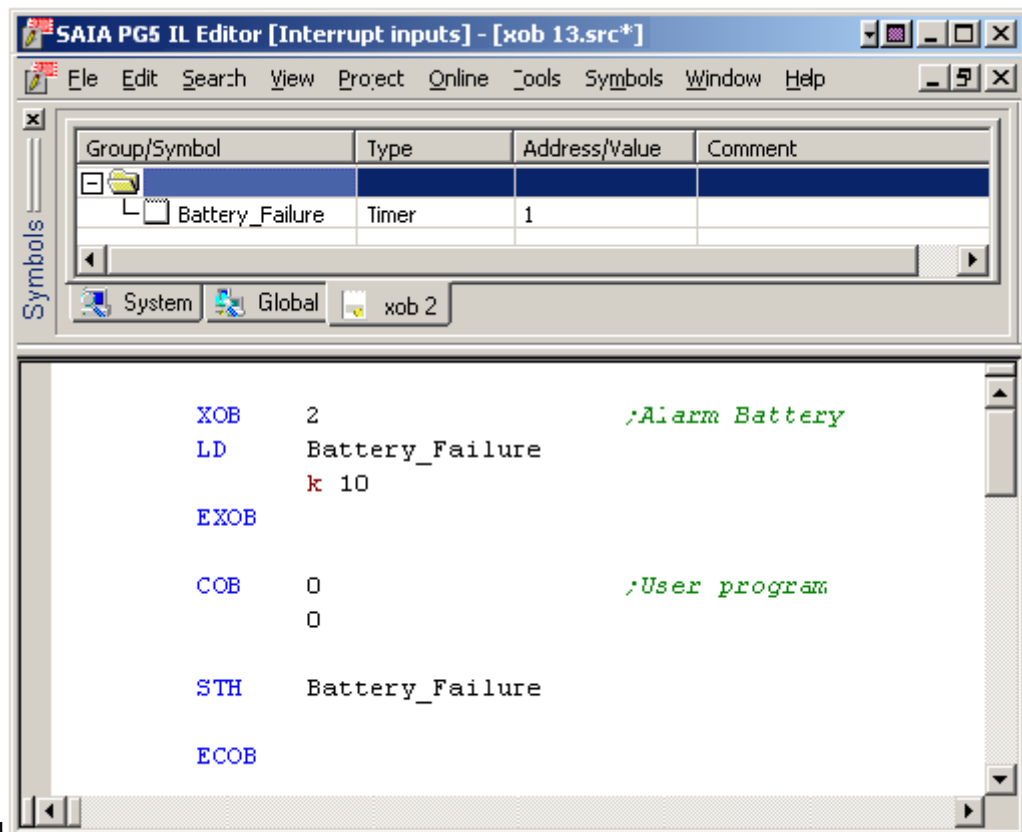 SAIA PG5 IL Editor [Interrupt inputs] - [xob 13.src*]
File Edit Search View Project Online Tools Symbols Window Help
Symbols
Group/Symbol Type Address/Value Comment
Battery_Failure Timer 1
System Global xob 2
XOB 2 ;Alarm Battery
LD Battery_Failure
k 10
EXOB
COB 0 ;User program
0
STH Battery_Failure
ECOB